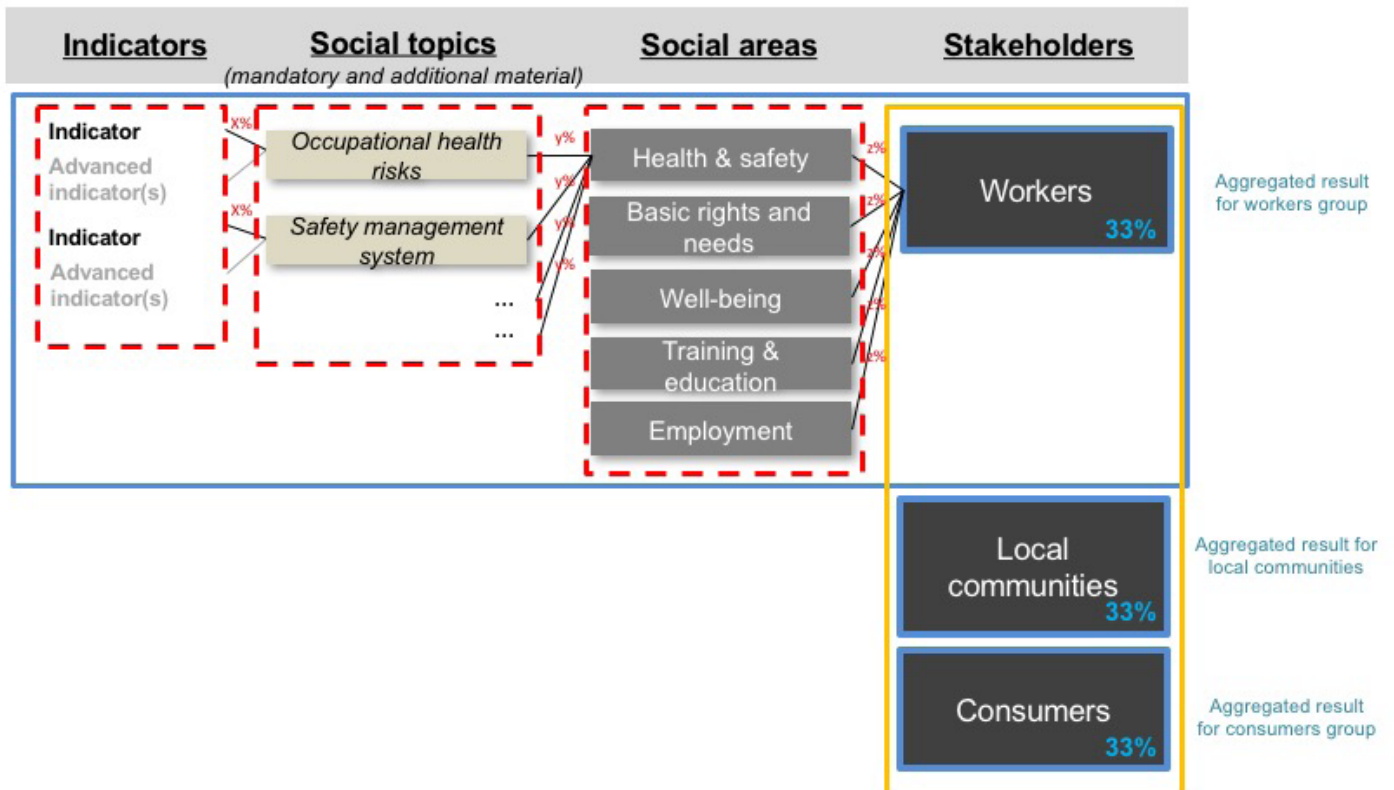 Indicators
Social topics
(mandatory and additional material)
Social areas
Stakeholders
Indicator
Advanced
indicator(s)
Indicator
Advanced
indicator(s)
X%
X%
Occupational health
risks
Safety management
system
...
...
y%
y%
y%
y%
Health & safety
Basic rights and
needs
Well-being
Training &
education
Employment
z%
z%
z%
z%
z%
Workers
33%
Aggregated result
for workers group
Local
communities
33%
Aggregated result for
local communities
Consumers
33%
Aggregated result
for consumers group